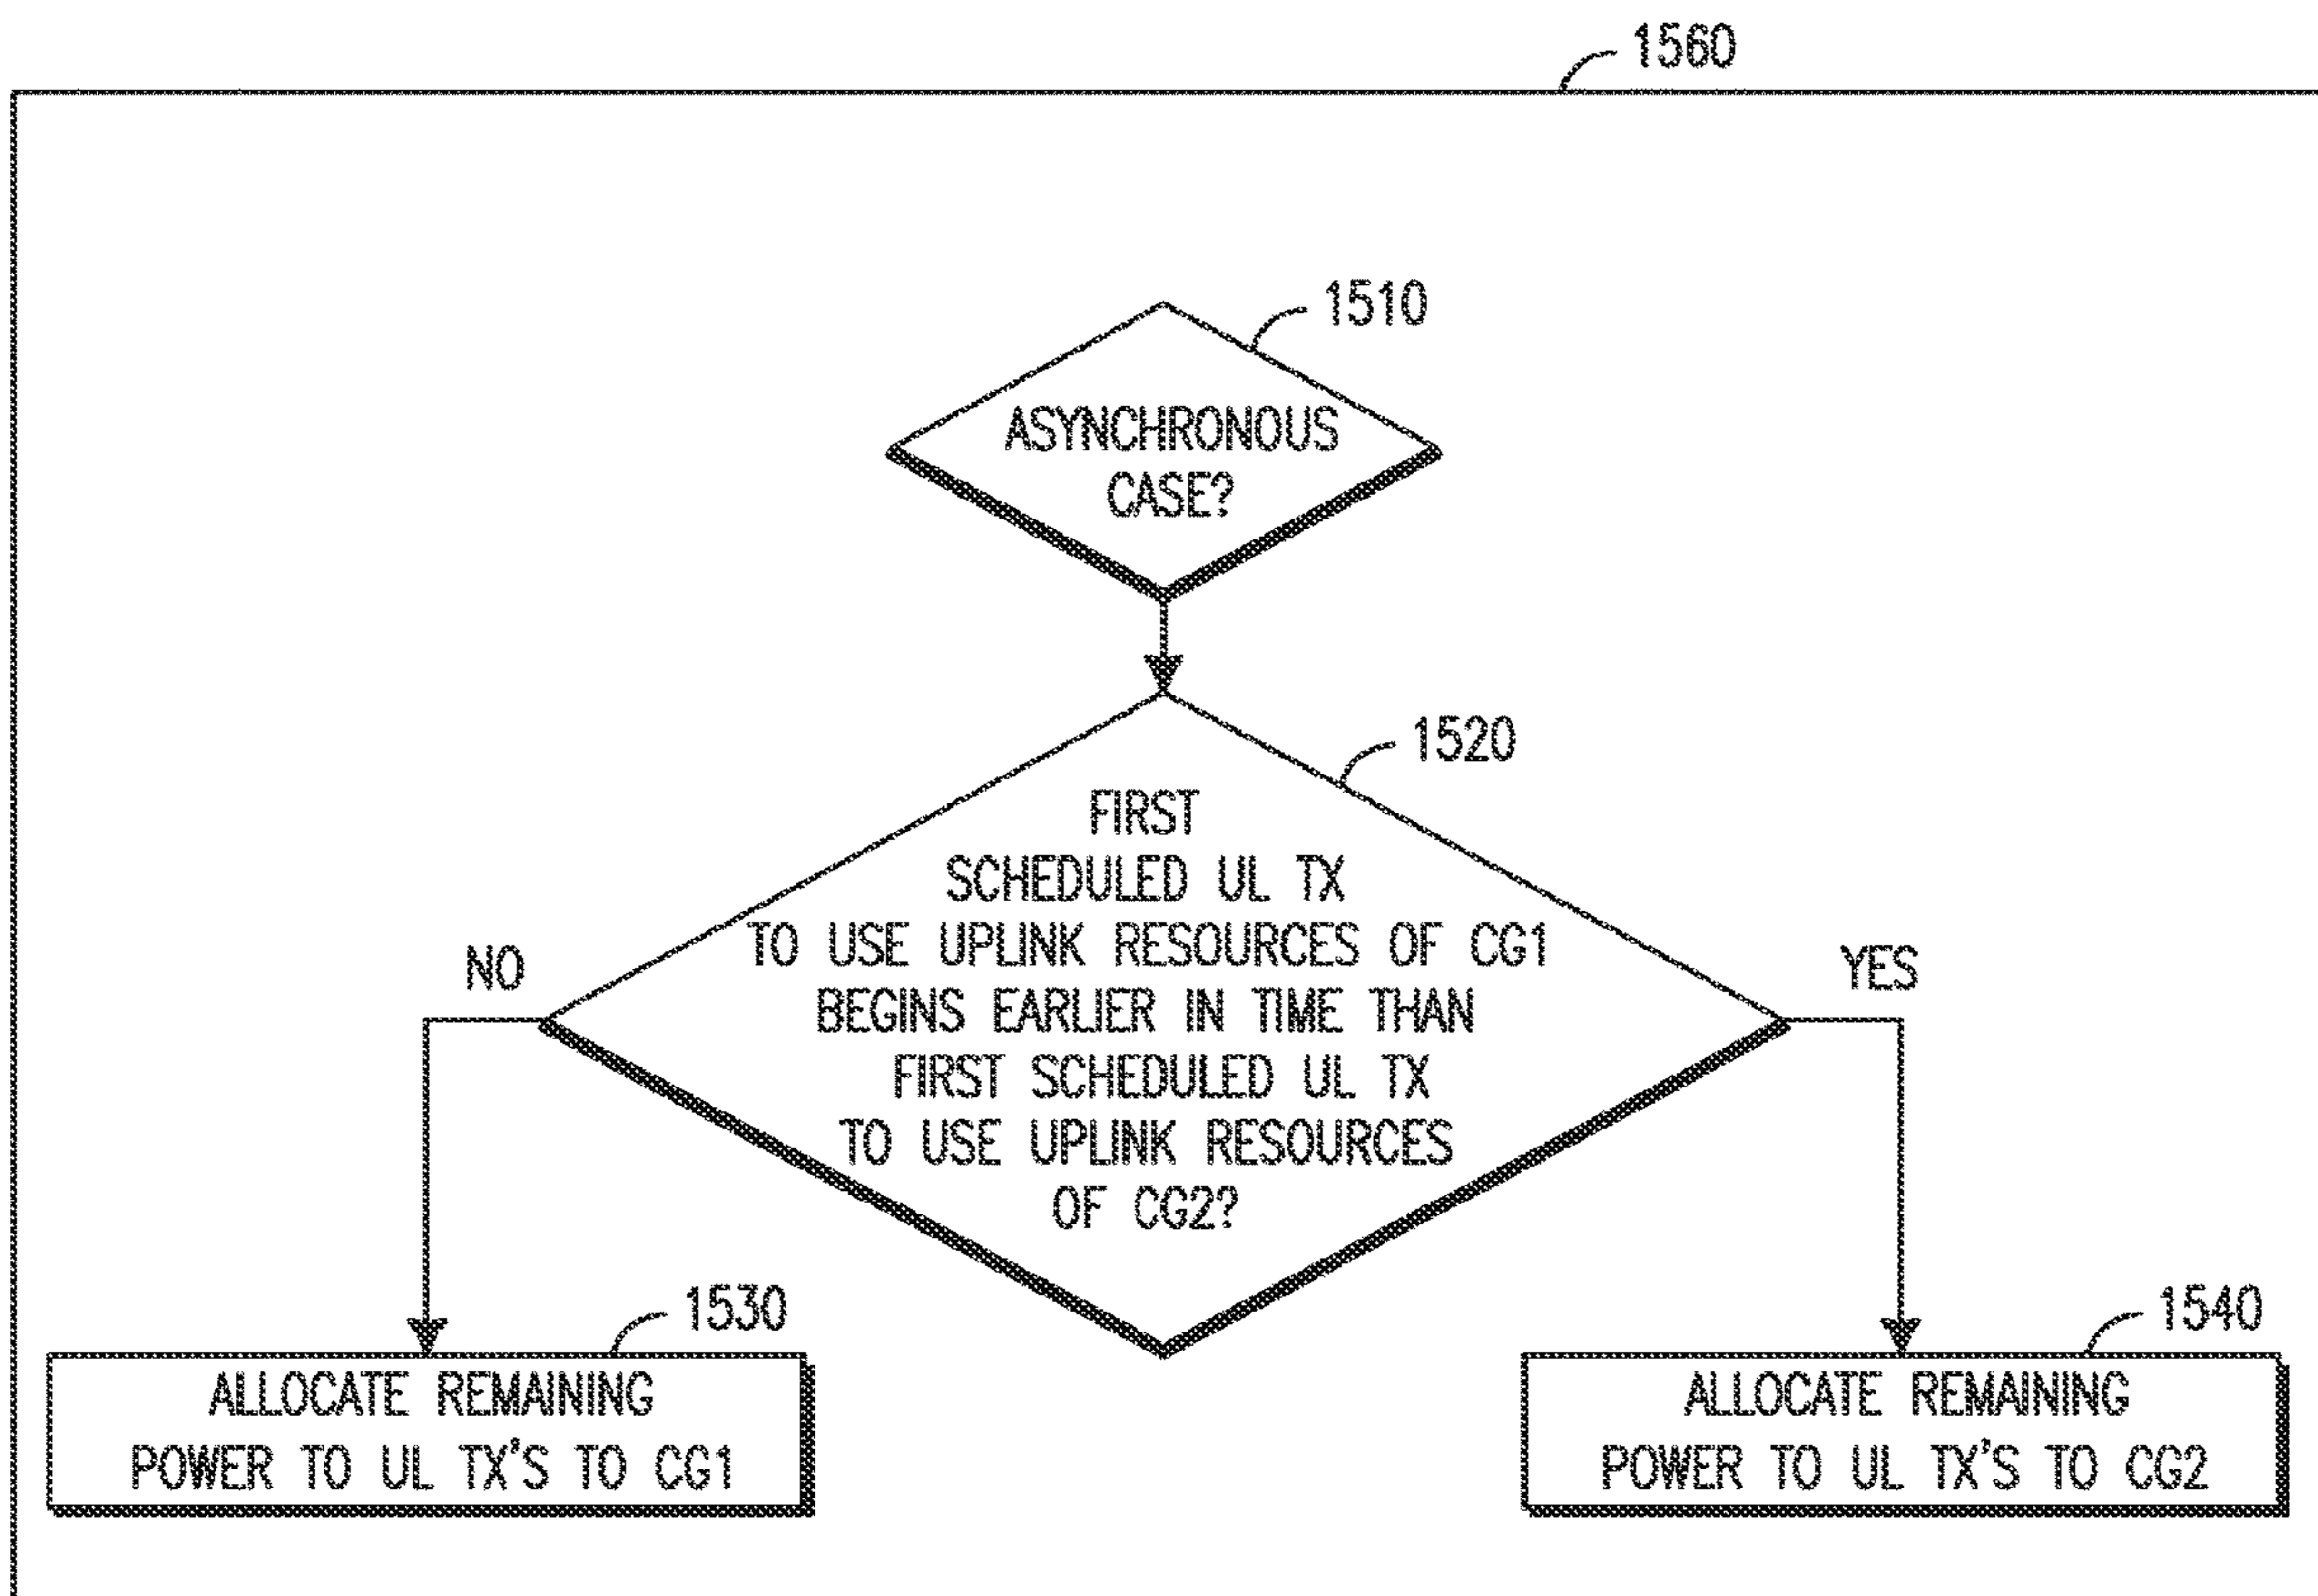 1560
1510
ASYNCHRONOUS
CASE?
1520
FIRST
SCHEDULED UL TX
TO USE UPLINK RESOURCES OF CG1
BEGINS EARLIER IN TIME THAN
FIRST SCHEDULED UL TX
TO USE UPLINK RESOURCES
OF CG2?
NO
YES
1530
ALLOCATE REMAINING
POWER TO UL TX'S TO CG1
1540
ALLOCATE REMAINING
POWER TO UL TX'S TO CG2